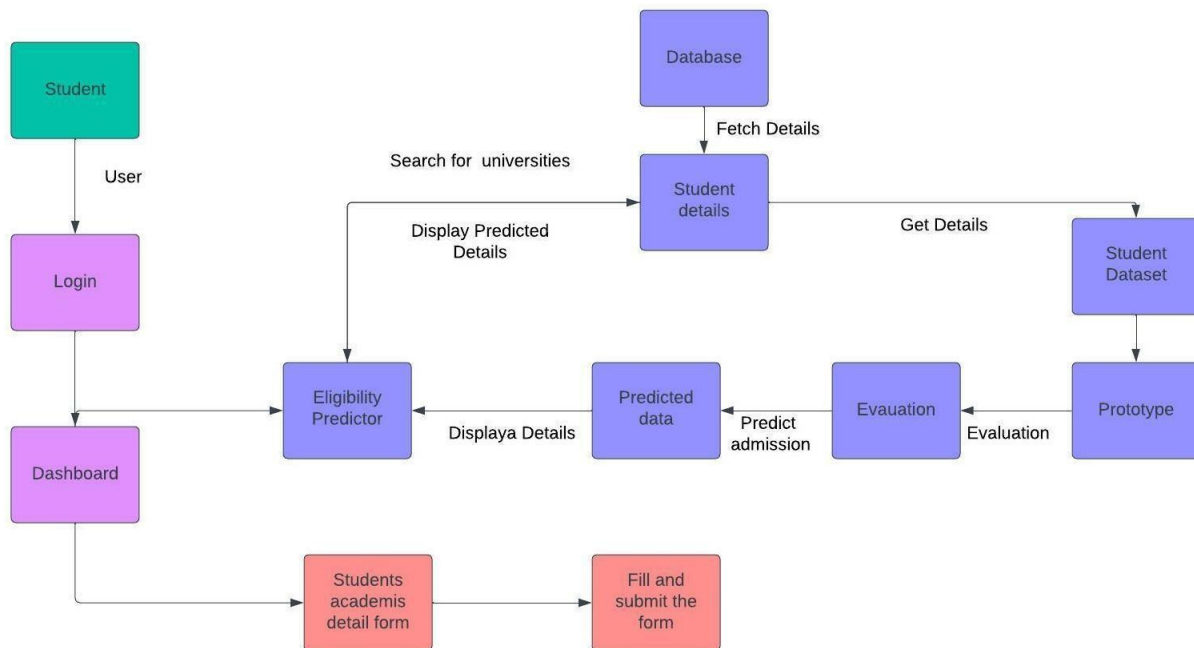 Database
Student
Fetch Details
Search for  universities
User
Student
details
Display Predicted
Details
Get Details
Student
Dataset
Login
Eligibility
Predictor
Predicted
data
Evauation
Prototype
Displaya Details
Predict
admission
Evaluation
Dashboard
Students
academis
detail form
Fill and
submit the
form